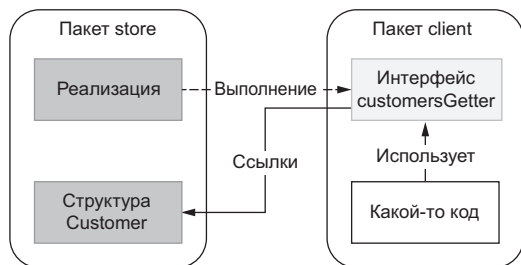 Пакет store
Пакет client
Реализация
Выполнение
Интерфейс
customersGetter
Ссылки
Использует
Структура
Customer
Какой-то код